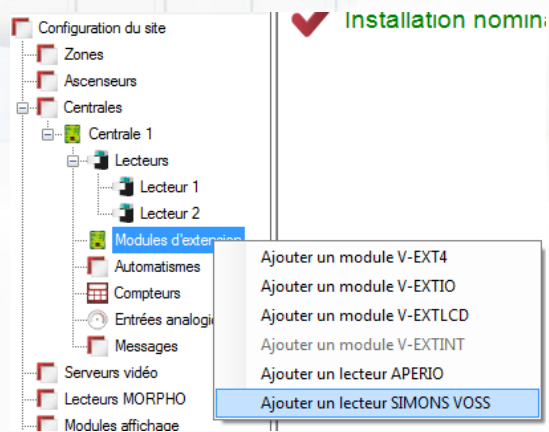 Configuration du site
Installation nomina
Zones
Ascenseurs
Centrales
Centrale 1
Lecteurs
Lecteur 1
Lecteur 2
Modules d'extension
Automatismes
Compteurs
Entrées analogi
Messages
Serveurs vidéo
Lecteurs MORPHO
Modules affichage
Ajouter un module V-EXT4
Ajouter un module V-EXTIO
Ajouter un module V-EXTLCD
Ajouter un module V-EXTINT
Ajouter un lecteur APERIO
Ajouter un lecteur SIMONS VOSS